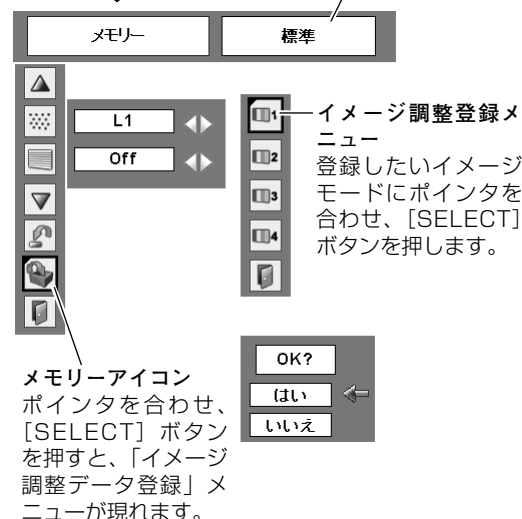 メモリー
標準
L1
Off
1
2
3
4
イメージ調整登録メ
ニュー
登録したいイメージ
モードにポインタを
合わせ、[SELECT]
ボタンを押します。
メモリーアイコン
ポインタを合わせ、
[SELECT] ボタン
を押すと、「イメージ
調整データ登録」メ
ニューが現れます。
OK?
はい
いいえ